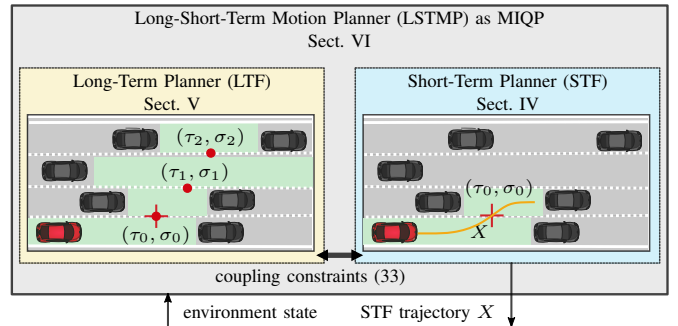 Long-Short-Term Motion Planner (LSTMP) as MIQP
Sect. VI
Long-Term Planner (LTF)
Sect. V
(τ₂, σ₂)
(τ₁, σ₁)
(τ₀, σ₀)
Short-Term Planner (STF)
Sect. IV
(τ₀, σ₀)
X
coupling constraints (33)
environment state
STF trajectory X